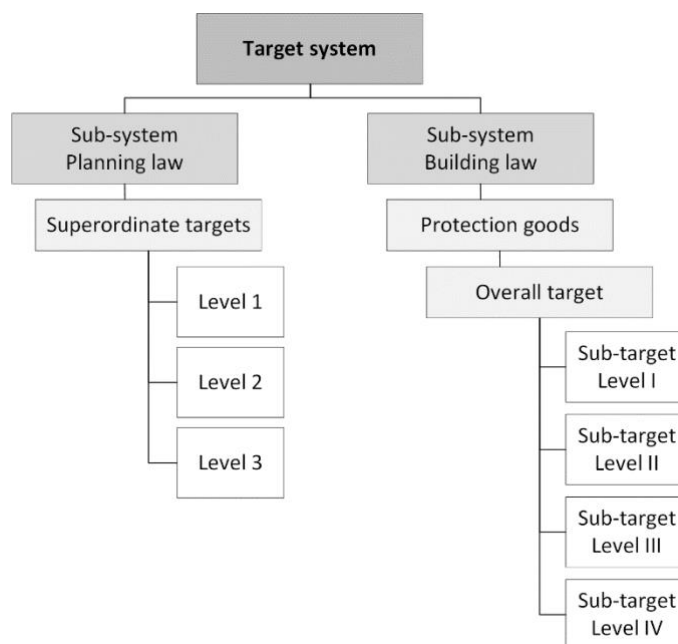 Target system
Sub-system
Planning law
Superordinate targets
Level 1
Level 2
Level 3
Sub-system
Building law
Protection goods
Overall target
Sub-target
Level I
Sub-target
Level II
Sub-target
Level III
Sub-target
Level IV